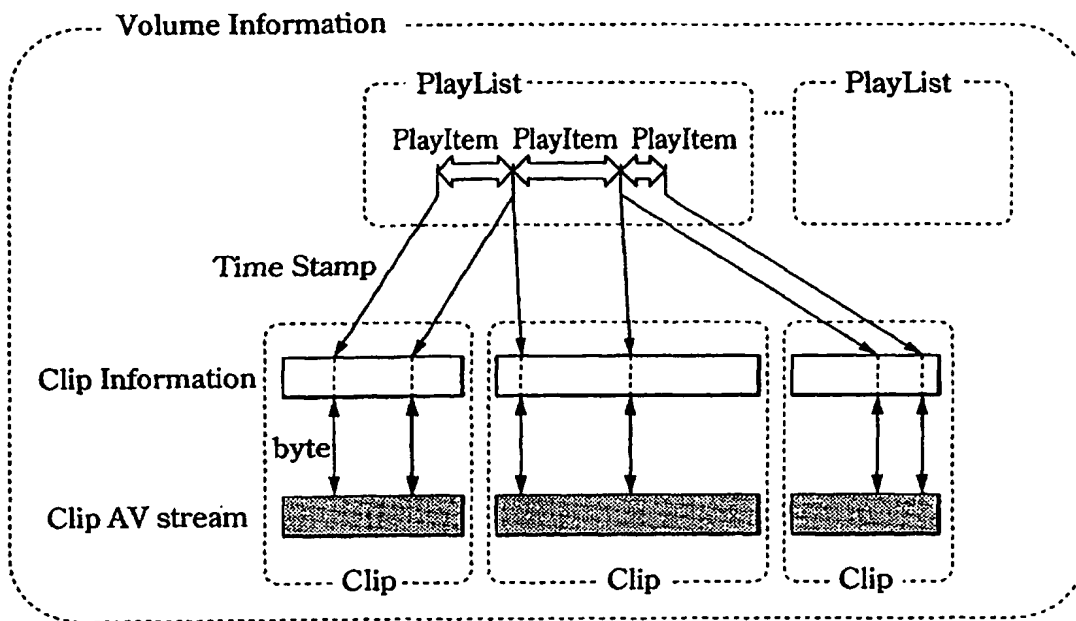 Volume Information
PlayList
...
PlayList
PlayItem PlayItem PlayItem
Time Stamp
Clip Information
byte
Clip AV stream
Clip
Clip
Clip